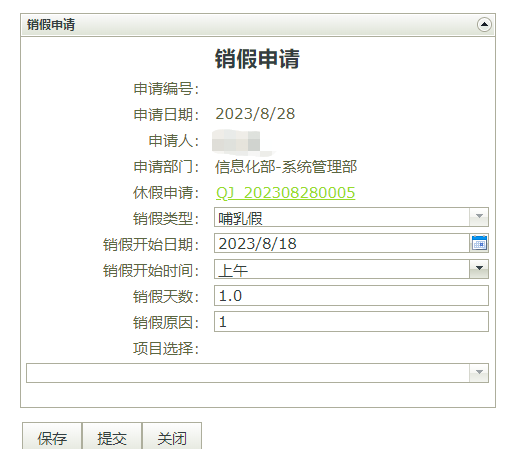 销假申请
销假申请
申请编号：
申请日期： 2023/8/28
申请人：
申请部门： 信息化部-系统管理部
休假申请： QJ_202308280005
销假类型： 哺乳假
销假开始日期： 2023/8/18
销假开始时间： 上午
销假天数： 1.0
销假原因： 1
项目选择：
保存 提交 关闭